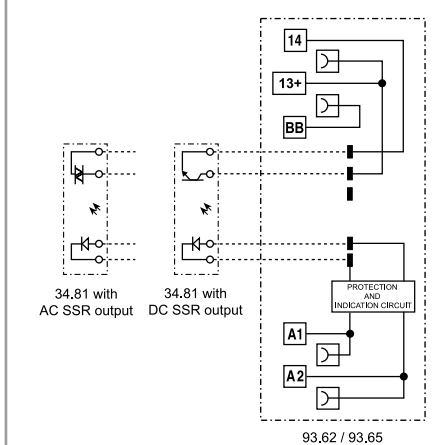 14
13+
BB
PROTECTION
AND
INDICATION CIRCUIT
34.81 with
AC SSR output
34.81 with
DC SSR output
A1
A2
93.62 / 93.65